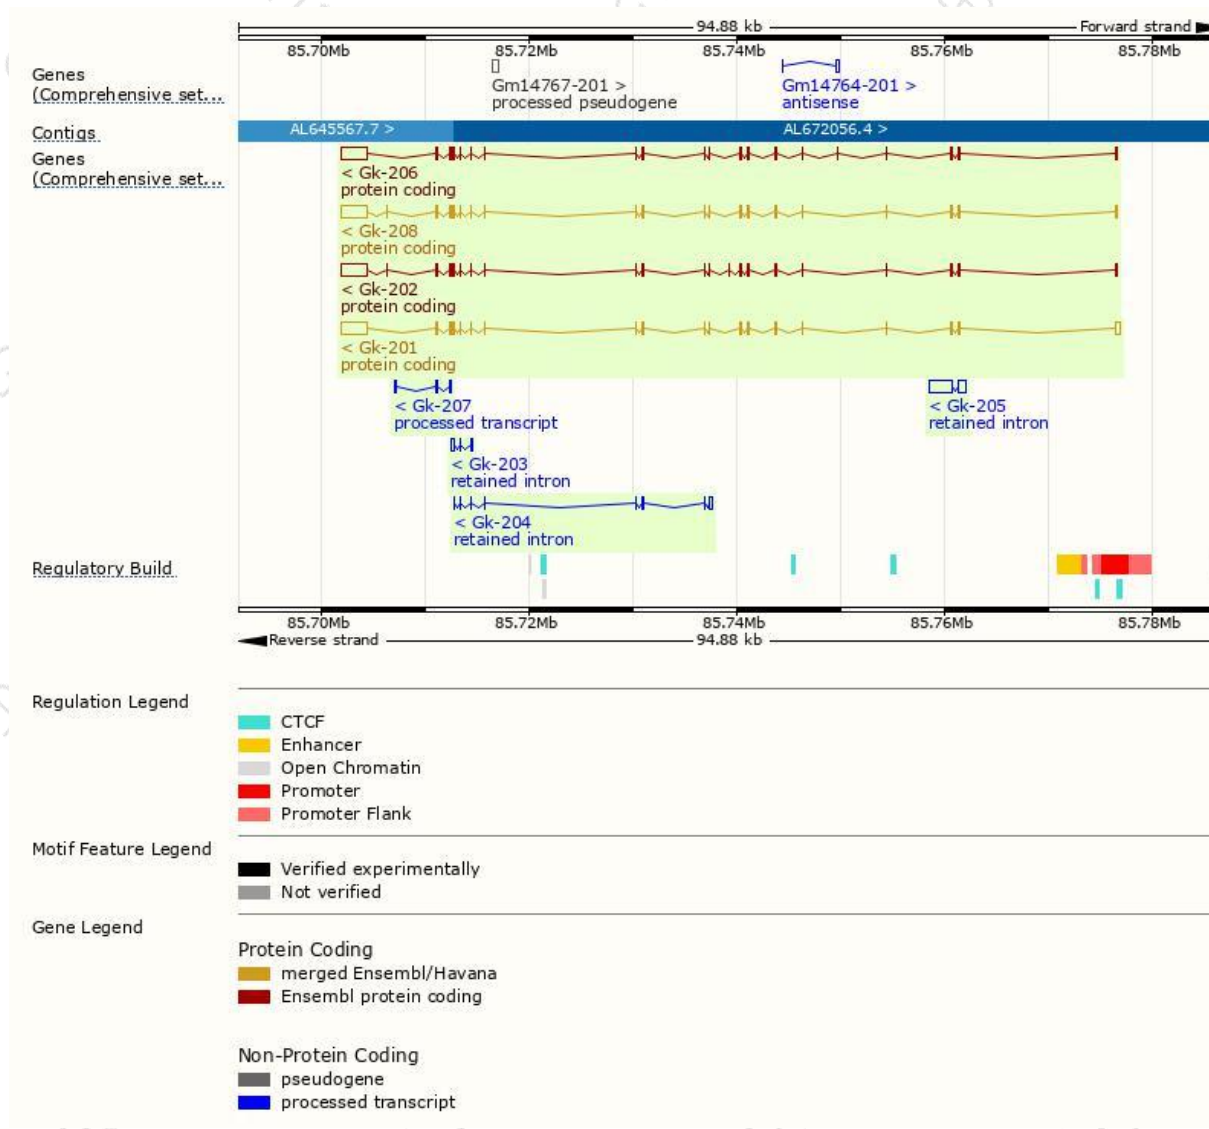 94.88 kb Forward strand
85.70Mb 85.72Mb 85.74Mb 85.76Mb 85.78Mb
Genes
(Comprehensive set...
Gm14767-201 >
processed pseudogene
Gm14764-201 >
antisense
Contigs
AL645567.7 > AL672056.4 >
Genes
(Comprehensive set...
< Gk-206
protein coding
< Gk-208
protein coding
< Gk-202
protein coding
< Gk-201
protein coding
< Gk-207
processed transcript
< Gk-205
retained intron
< Gk-203
retained intron
< Gk-204
retained intron
Regulatory Build
85.70Mb 85.72Mb 85.74Mb 85.76Mb 85.78Mb
Reverse strand 94.88 kb
Regulation Legend
CTCF
Enhancer
Open Chromatin
Promoter
Promoter Flank
Motif Feature Legend
Verified experimentally
Not verified
Gene Legend
Protein Coding
merged Ensembl/Havana
Ensembl protein coding
Non-Protein Coding
pseudogene
processed transcript